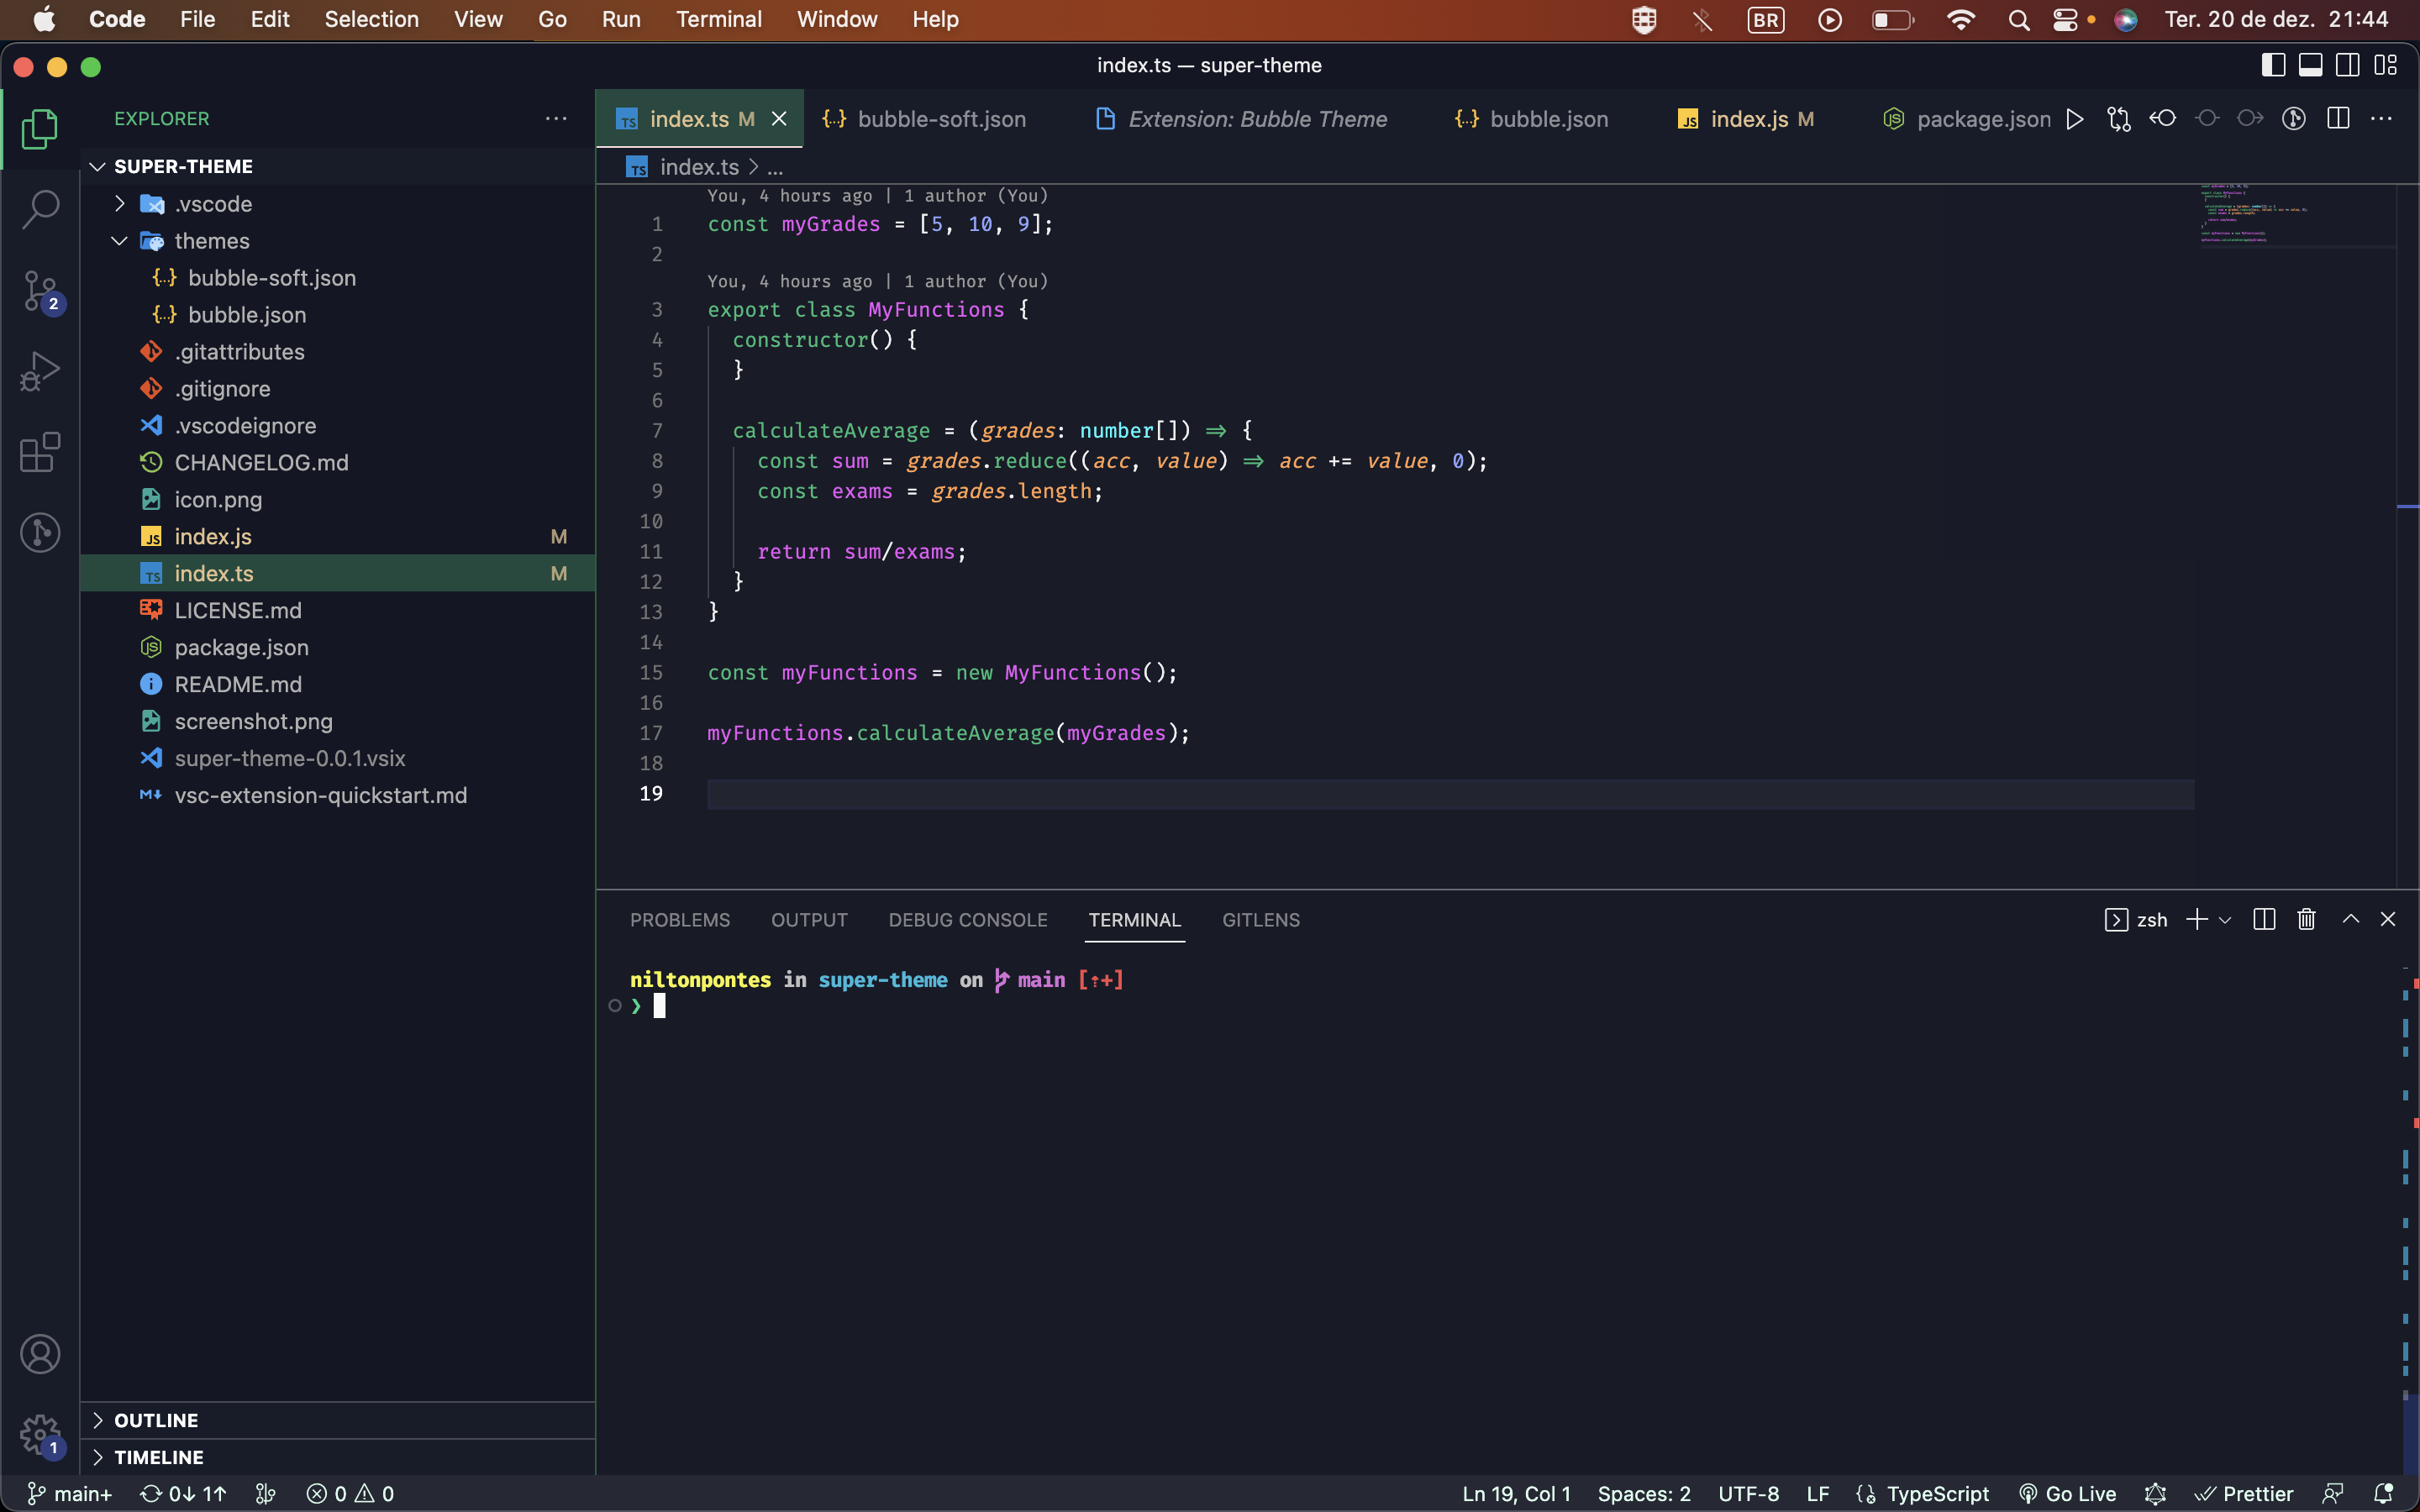 Code File Edit Selection View Go Run Terminal Window Help BR Ter. 20 de dez. 21:44
index.ts — super-theme
EXPLORER
SUPER-THEME
.vscode
themes
bubble-soft.json
bubble.json
.gitattributes
.gitignore
.vscodeignore
CHANGELOG.md
icon.png
index.js M
index.ts M
LICENSE.md
package.json
README.md
screenshot.png
super-theme-0.0.1.vsix
vsc-extension-quickstart.md
OUTLINE
TIMELINE
2
1
index.ts M bubble-soft.json Extension: Bubble Theme bubble.json index.js M package.json
index.ts > ...
You, 4 hours ago | 1 author (You)
1 const myGrades = [5, 10, 9];
2
You, 4 hours ago | 1 author (You)
3 export class MyFunctions {
4 constructor() {
5 }
6
7 calculateAverage = (grades: number[]) => {
8 const sum = grades.reduce((acc, value) => acc += value, 0);
9 const exams = grades.length;
10
11 return sum/exams;
12 }
13 }
14
15 const myFunctions = new MyFunctions();
16
17 myFunctions.calculateAverage(myGrades);
18
19
PROBLEMS OUTPUT DEBUG CONSOLE TERMINAL GITLENS zsh
niltonpontes in super-theme on main [⇡+]
❯
main+ 0↓ 1↑ 0 0 Ln 19, Col 1 Spaces: 2 UTF-8 LF TypeScript Go Live Prettier